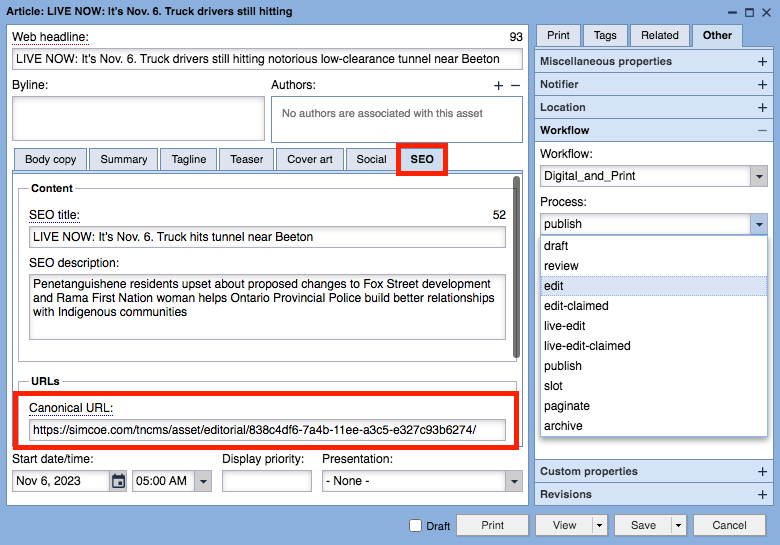 Article: LIVE NOW: It's Nov. 6. Truck drivers still hitting
Web headline: 93
LIVE NOW: It's Nov. 6. Truck drivers still hitting notorious low-clearance tunnel near Beeton
Byline:
Authors: + −
No authors are associated with this asset
Body copy Summary Tagline Teaser Cover art Social SEO
Content
SEO title: 52
LIVE NOW: It's Nov. 6. Truck hits tunnel near Beeton
SEO description:
Penetanguishene residents upset about proposed changes to Fox Street development
and Rama First Nation woman helps Ontario Provincial Police build better relationships
with Indigenous communities
URLs
Canonical URL:
https://simcoe.com/tncms/asset/editorial/838c4df6-7a4b-11ee-a3c5-e327c93b6274/
Start date/time: Display priority: Presentation:
Nov 6, 2023 05:00 AM - None -
Print Tags Related Other
Miscellaneous properties +
Notifier +
Location +
Workflow −
Workflow:
Digital_and_Print
Process:
publish
draft
review
edit
edit-claimed
live-edit
live-edit-claimed
publish
slot
paginate
archive
Custom properties +
Revisions +
Draft Print View Save Cancel